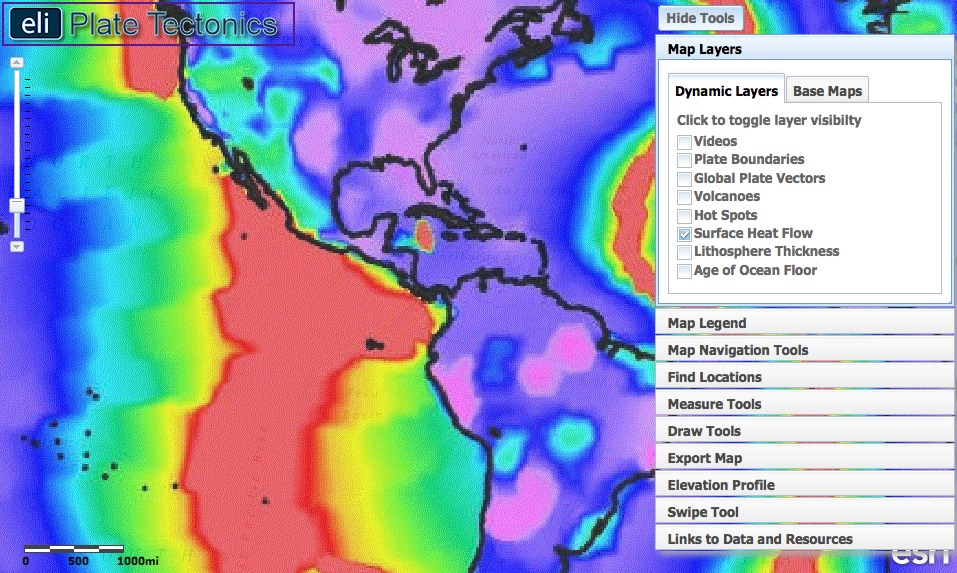 eli Plate Tectonics
Hide Tools
Map Layers
Dynamic Layers
Base Maps
Click to toggle layer visibilty
Videos
Plate Boundaries
Global Plate Vectors
Volcanoes
Hot Spots
Surface Heat Flow
Lithosphere Thickness
Age of Ocean Floor
Map Legend
Map Navigation Tools
Find Locations
Measure Tools
Draw Tools
Export Map
Elevation Profile
Swipe Tool
Links to Data and Resources
esri
0 500 1000mi